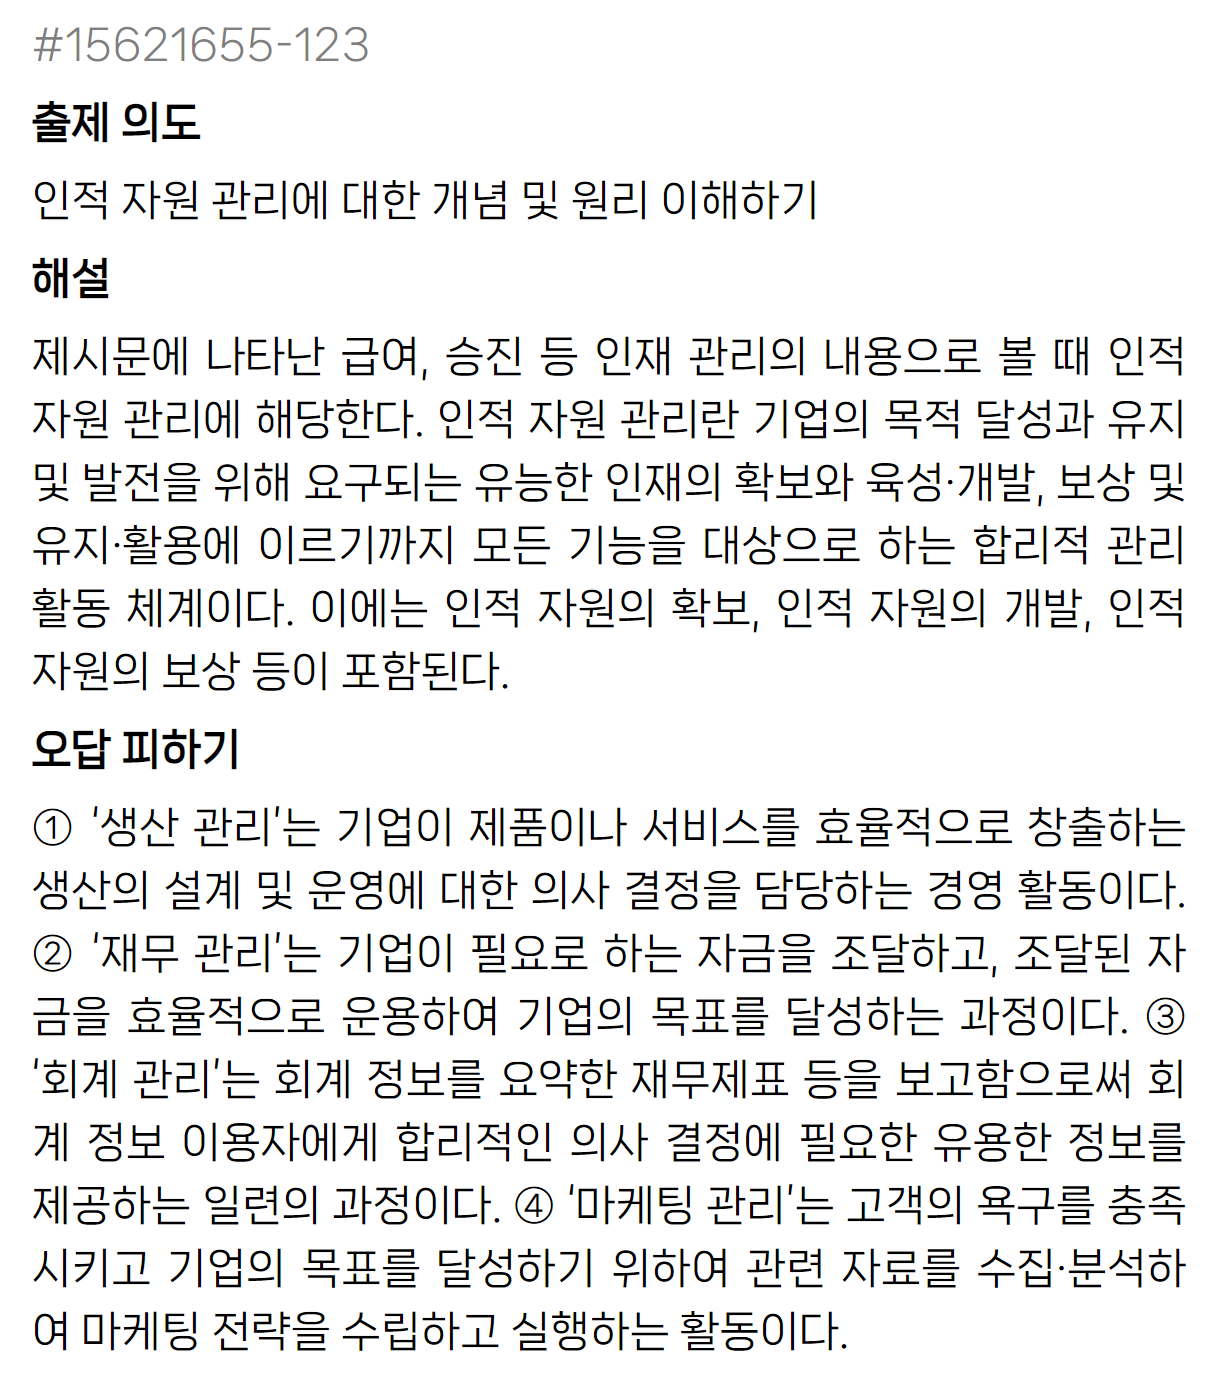 #15621655-123
출제 의도
인적 자원 관리에 대한 개념 및 원리 이해하기
해설
제시문에 나타난 급여, 승진 등 인재 관리의 내용으로 볼 때 인적
자원 관리에 해당한다. 인적 자원 관리란 기업의 목적 달성과 유지
및 발전을 위해 요구되는 유능한 인재의 확보와 육성·개발, 보상 및
유지·활용에 이르기까지 모든 기능을 대상으로 하는 합리적 관리
활동 체계이다. 이에는 인적 자원의 확보, 인적 자원의 개발, 인적
자원의 보상 등이 포함된다.
오답 피하기
① '생산 관리'는 기업이 제품이나 서비스를 효율적으로 창출하는
생산의 설계 및 운영에 대한 의사 결정을 담당하는 경영 활동이다.
② '재무 관리'는 기업이 필요로 하는 자금을 조달하고, 조달된 자
금을 효율적으로 운용하여 기업의 목표를 달성하는 과정이다. ③
'회계 관리'는 회계 정보를 요약한 재무제표 등을 보고함으로써 회
계 정보 이용자에게 합리적인 의사 결정에 필요한 유용한 정보를
제공하는 일련의 과정이다. ④ '마케팅 관리'는 고객의 욕구를 충족
시키고 기업의 목표를 달성하기 위하여 관련 자료를 수집·분석하
여 마케팅 전략을 수립하고 실행하는 활동이다.